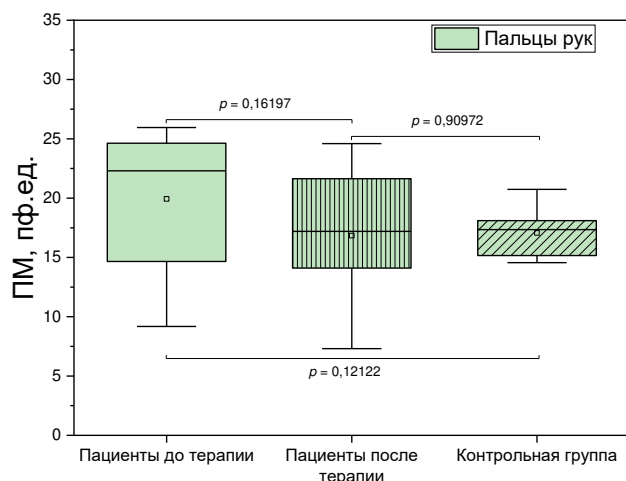 35
30
25
20
15
10
5
0
ПМ, пф.ед.
Пальцы рук
p = 0,16197
p = 0,90972
p = 0,12122
Пациенты до терапии
Пациенты после
терапии
Контрольная группа